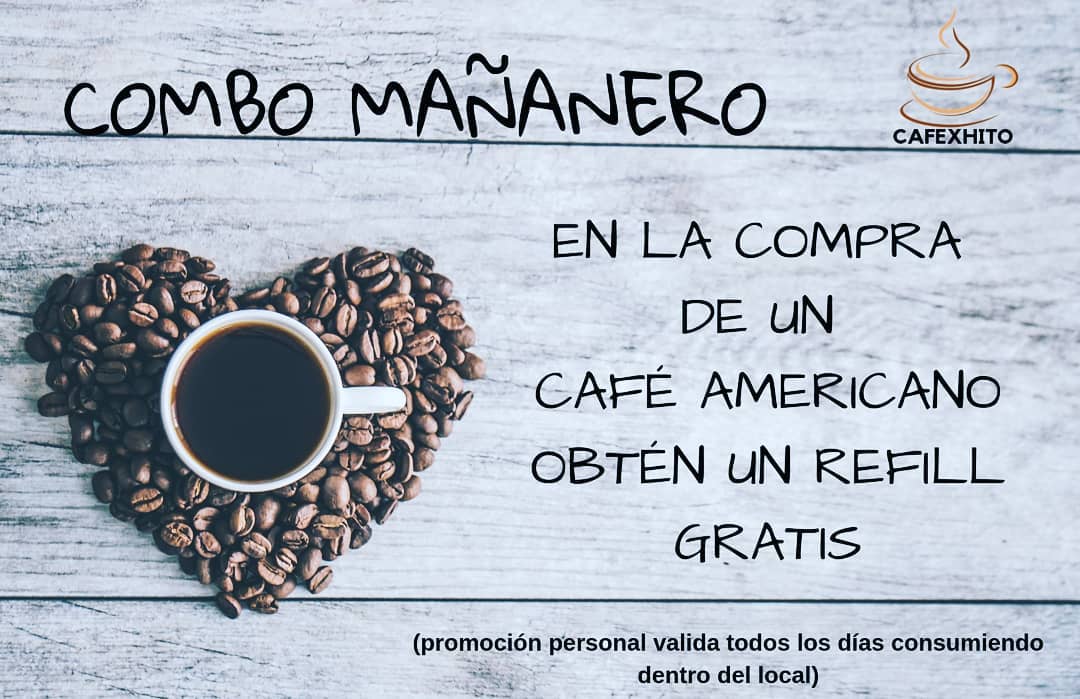 COMBO MAÑANERO
CAFEXHITO
EN LA COMPRA
DE UN
CAFÉ AMERICANO
OBTÉN UN REFILL
GRATIS
(promoción personal valida todos los días consumiendo
dentro del local)